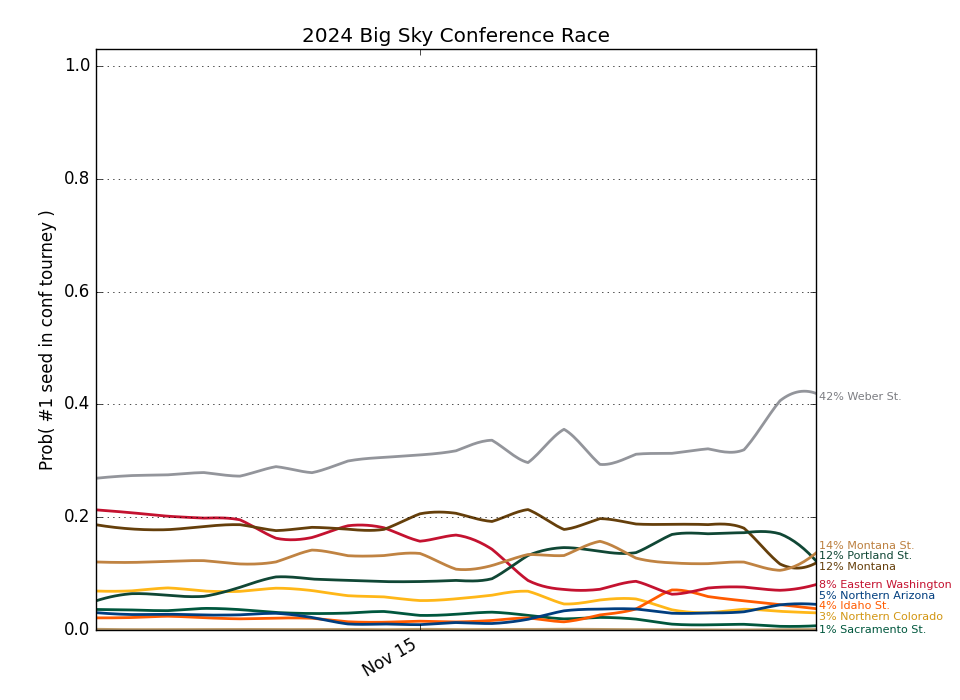 2024 Big Sky Conference Race
Prob( #1 seed in conf tourney )
1.0
0.8
0.6
0.4
0.2
0.0
Nov 15
42% Weber St.
14% Montana St.
12% Portland St.
12% Montana
8% Eastern Washington
5% Northern Arizona
4% Idaho St.
3% Northern Colorado
1% Sacramento St.